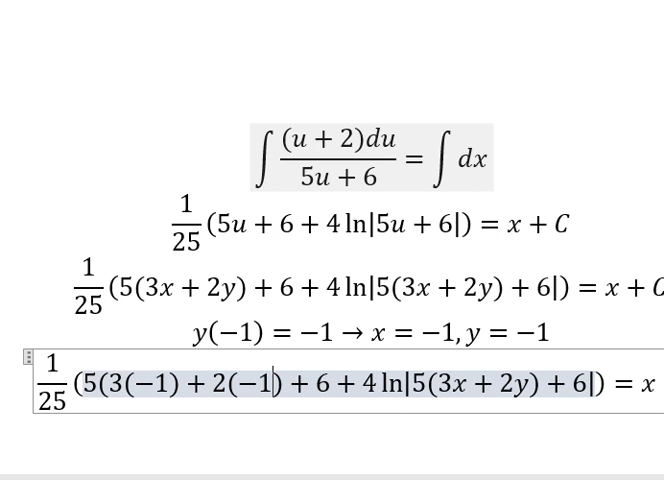 ∫ (u + 2)du / 5u + 6 = ∫ dx
1/25 (5u + 6 + 4 ln|5u + 6|) = x + C
1/25 (5(3x + 2y) + 6 + 4 ln|5(3x + 2y) + 6|) = x + C
y(−1) = −1 → x = −1, y = −1
1/25 (5(3(−1) + 2(−1) + 6 + 4 ln|5(3x + 2y) + 6|) = x